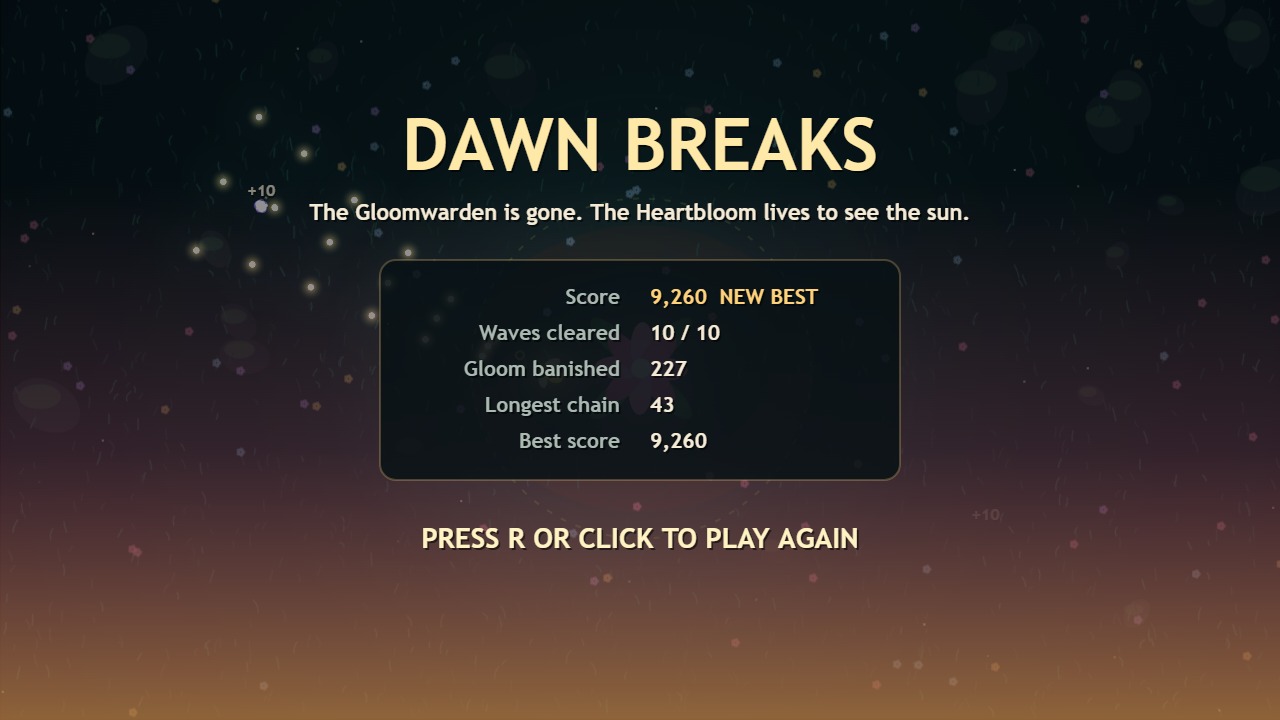 DAWN BREAKS
+10
The Gloomwarden is gone. The Heartbloom lives to see the sun.
Score 9,260 NEW BEST
Waves cleared 10 / 10
Gloom banished 227
Longest chain 43
Best score 9,260
+10
PRESS R OR CLICK TO PLAY AGAIN